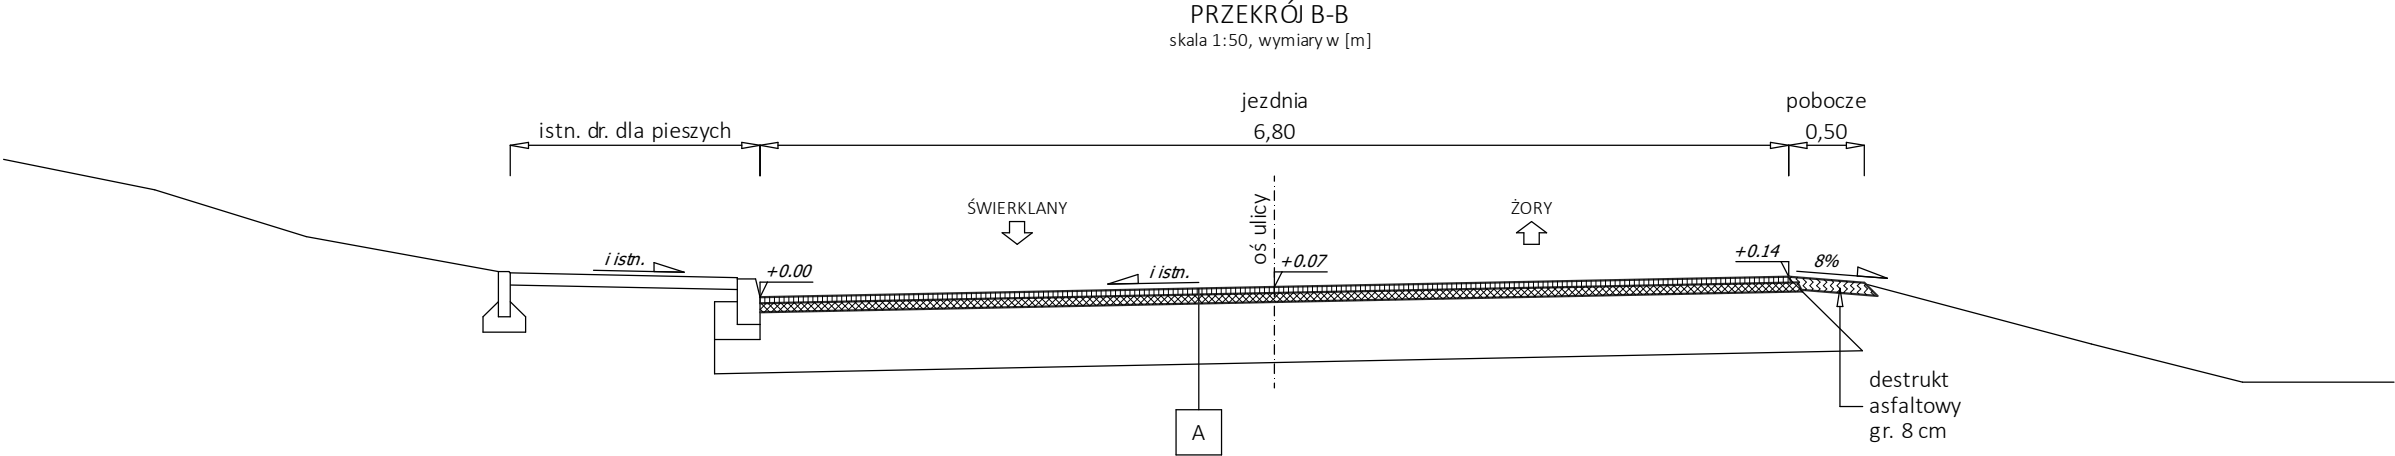 PRZEKRÓJ B-B
skala 1:50, wymiary w [m]
jezdnia
pobocze
istn. dr. dla pieszych
6,80
0,50
ŚWIERKLANY
oś ulicy
ŻORY
i istn.
+0.00
i istn.
+0.07
+0.14
8%
destrukt
asfaltowy
gr. 8 cm
A